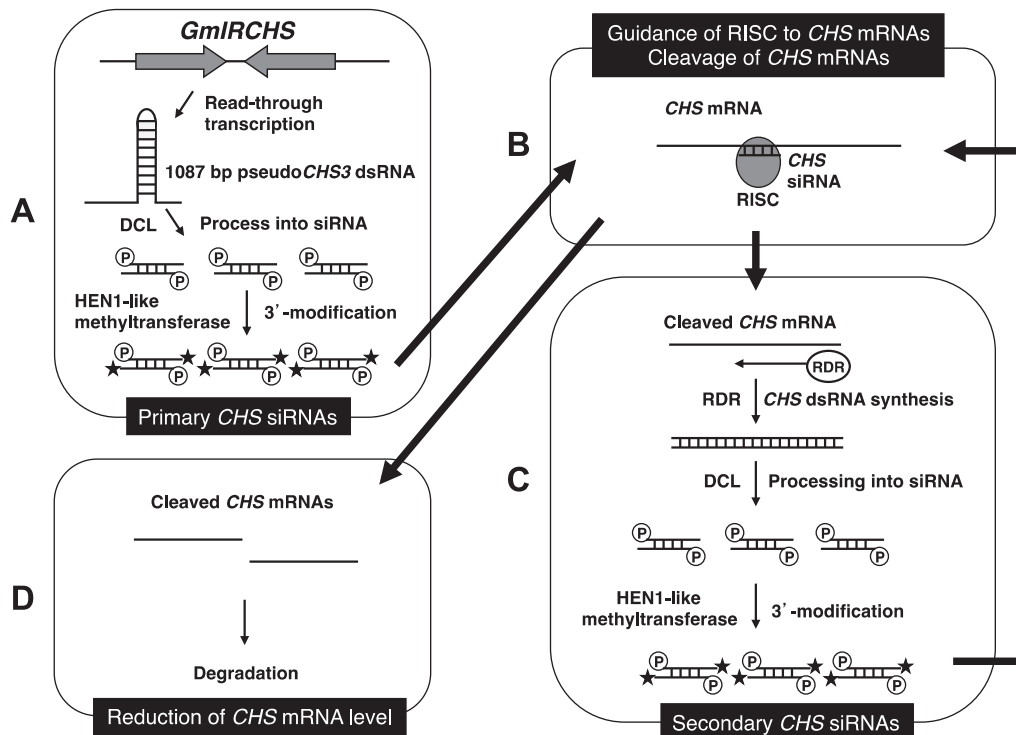 A
GmIRCHS
Read-through
transcription
1087 bp pseudoCHS3 dsRNA
DCL
Process into siRNA
P P P
P P P
HEN1-like
methyltransferase
3'-modification
P P P
P P P
Primary CHS siRNAs
B
Guidance of RISC to CHS mRNAs
Cleavage of CHS mRNAs
CHS mRNA
CHS
siRNA
RISC
C
Cleaved CHS mRNA
RDR
RDR
CHS dsRNA synthesis
DCL
Processing into siRNA
P P P
P P P
HEN1-like
methyltransferase
3'-modification
P P P
P P P
Secondary CHS siRNAs
D
Cleaved CHS mRNAs
Degradation
Reduction of CHS mRNA level